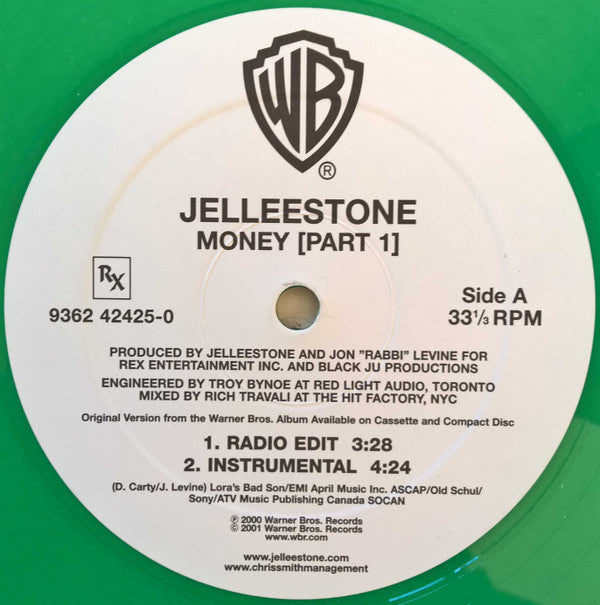 WB
®
JELLEESTONE
MONEY [PART 1]
RX
9362 42425-0
Side A
33⅓ RPM
PRODUCED BY JELLEESTONE AND JON "RABBI" LEVINE FOR
REX ENTERTAINMENT INC. AND BLACK JU PRODUCTIONS
ENGINEERED BY TROY BYNOE AT RED LIGHT AUDIO, TORONTO
MIXED BY RICH TRAVALI AT THE HIT FACTORY, NYC
Original Version from the Warner Bros. Album Available on Cassette and Compact Disc
1. RADIO EDIT 3:28
2. INSTRUMENTAL 4:24
(D. Carty/J. Levine) Lora's Bad Son/EMI April Music Inc. ASCAP/Old Schul/
Sony/ATV Music Publishing Canada SOCAN
℗ 2000 Warner Bros. Records
© 2001 Warner Bros. Records
www.wbr.com
www.jelleestone.com
www.chrissmithmanagement